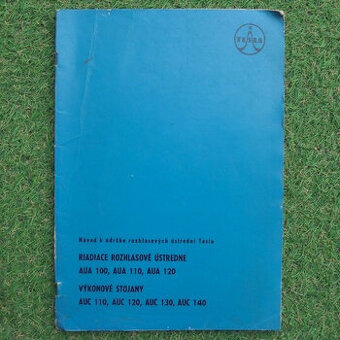 TESLA
Návod k údržbe rozhlasových ústrední Tesla
RIADIACE ROZHLASOVÉ ÚSTREDNE
AUA 100, AUA 110, AUA 120
VÝKONOVÉ STOJANY
AUC 110, AUC 120, AUC 130, AUC 140